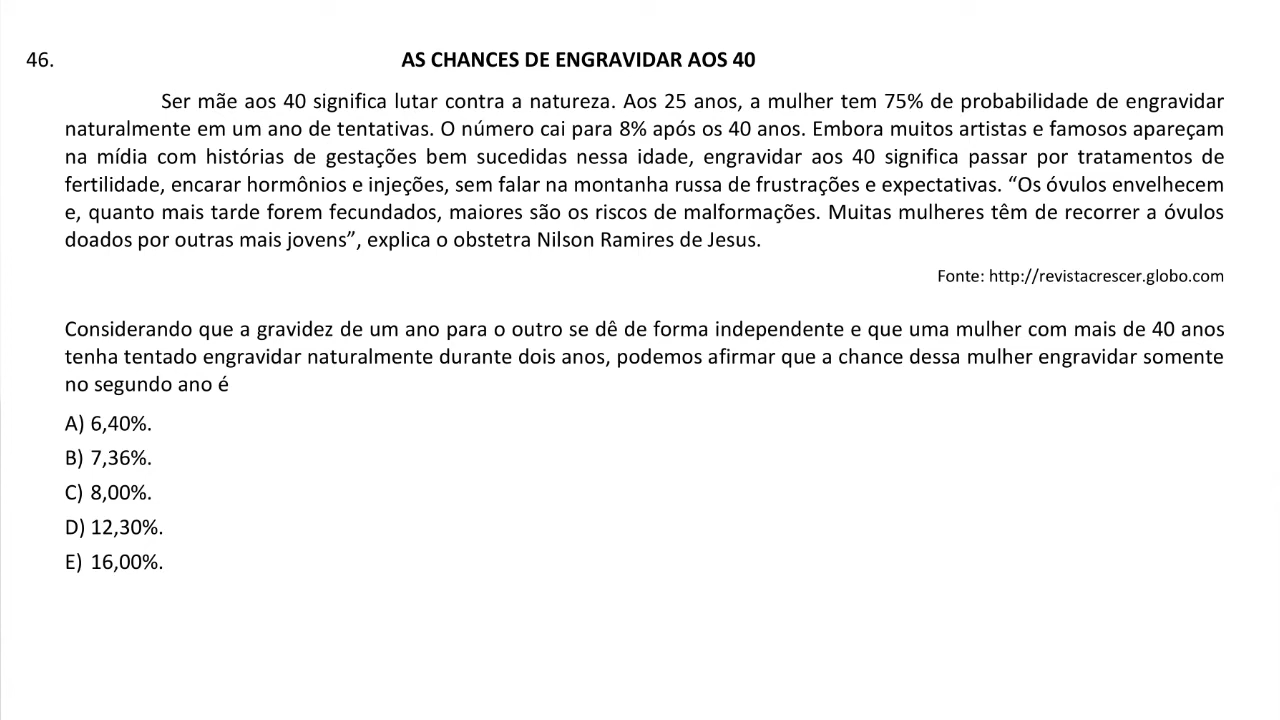 46. AS CHANCES DE ENGRAVIDAR AOS 40
Ser mãe aos 40 significa lutar contra a natureza. Aos 25 anos, a mulher tem 75% de probabilidade de engravidar
naturalmente em um ano de tentativas. O número cai para 8% após os 40 anos. Embora muitos artistas e famosos apareçam
na mídia com histórias de gestações bem sucedidas nessa idade, engravidar aos 40 significa passar por tratamentos de
fertilidade, encarar hormônios e injeções, sem falar na montanha russa de frustrações e expectativas. “Os óvulos envelhecem
e, quanto mais tarde forem fecundados, maiores são os riscos de malformações. Muitas mulheres têm de recorrer a óvulos
doados por outras mais jovens”, explica o obstetra Nilson Ramires de Jesus.
Fonte: http://revistacrescer.globo.com
Considerando que a gravidez de um ano para o outro se dê de forma independente e que uma mulher com mais de 40 anos
tenha tentado engravidar naturalmente durante dois anos, podemos afirmar que a chance dessa mulher engravidar somente
no segundo ano é
A) 6,40%.
B) 7,36%.
C) 8,00%.
D) 12,30%.
E) 16,00%.